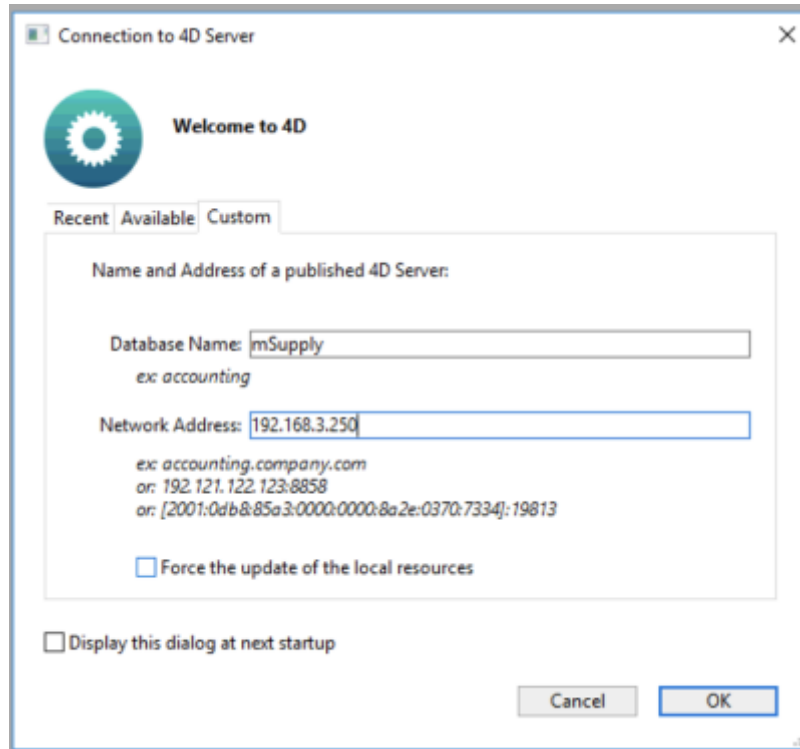 Connection to 4D Server
Welcome to 4D
Recent Available Custom
Name and Address of a published 4D Server:
Database Name: mSupply
ex: accounting
Network Address: 192.168.3.250
ex: accounting.company.com
or: 192.121.122.123:8858
or: [2001:0db8:85a3:0000:0000:8a2e:0370:7334]:19813
Force the update of the local resources
Display this dialog at next startup
Cancel OK